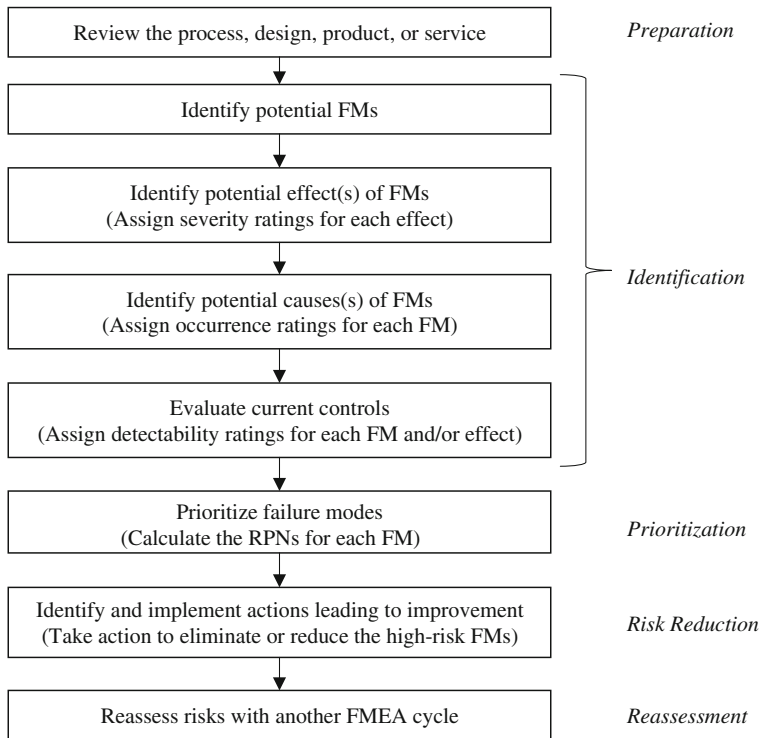 Review the process, design, product, or service
Preparation
Identify potential FMs
Identify potential effect(s) of FMs
(Assign severity ratings for each effect)
Identification
Identify potential causes(s) of FMs
(Assign occurrence ratings for each FM)
Evaluate current controls
(Assign detectability ratings for each FM and/or effect)
Prioritize failure modes
(Calculate the RPNs for each FM)
Prioritization
Identify and implement actions leading to improvement
(Take action to eliminate or reduce the high-risk FMs)
Risk Reduction
Reassess risks with another FMEA cycle
Reassessment